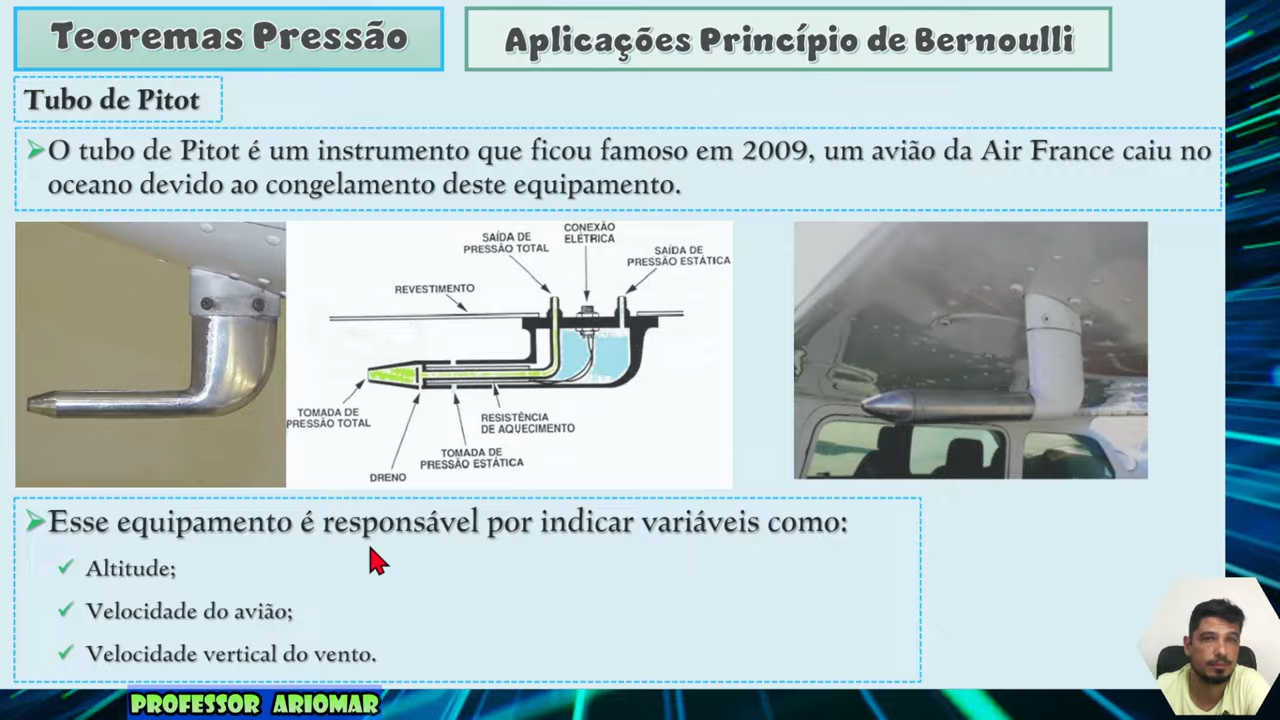 Teoremas Pressão
Aplicações Princípio de Bernoulli
Tubo de Pitot
O tubo de Pitot é um instrumento que ficou famoso em 2009, um avião da Air France caiu no
oceano devido ao congelamento deste equipamento.
SAÍDA DE
PRESSÃO TOTAL
CONEXÃO
ELÉTRICA
SAÍDA DE
PRESSÃO ESTÁTICA
REVESTIMENTO
TOMADA DE
PRESSÃO TOTAL
RESISTÊNCIA
DE AQUECIMENTO
TOMADA DE
PRESSÃO ESTÁTICA
DRENO
Esse equipamento é responsável por indicar variáveis como:
Altitude;
Velocidade do avião;
Velocidade vertical do vento.
PROFESSOR ARIOMAR